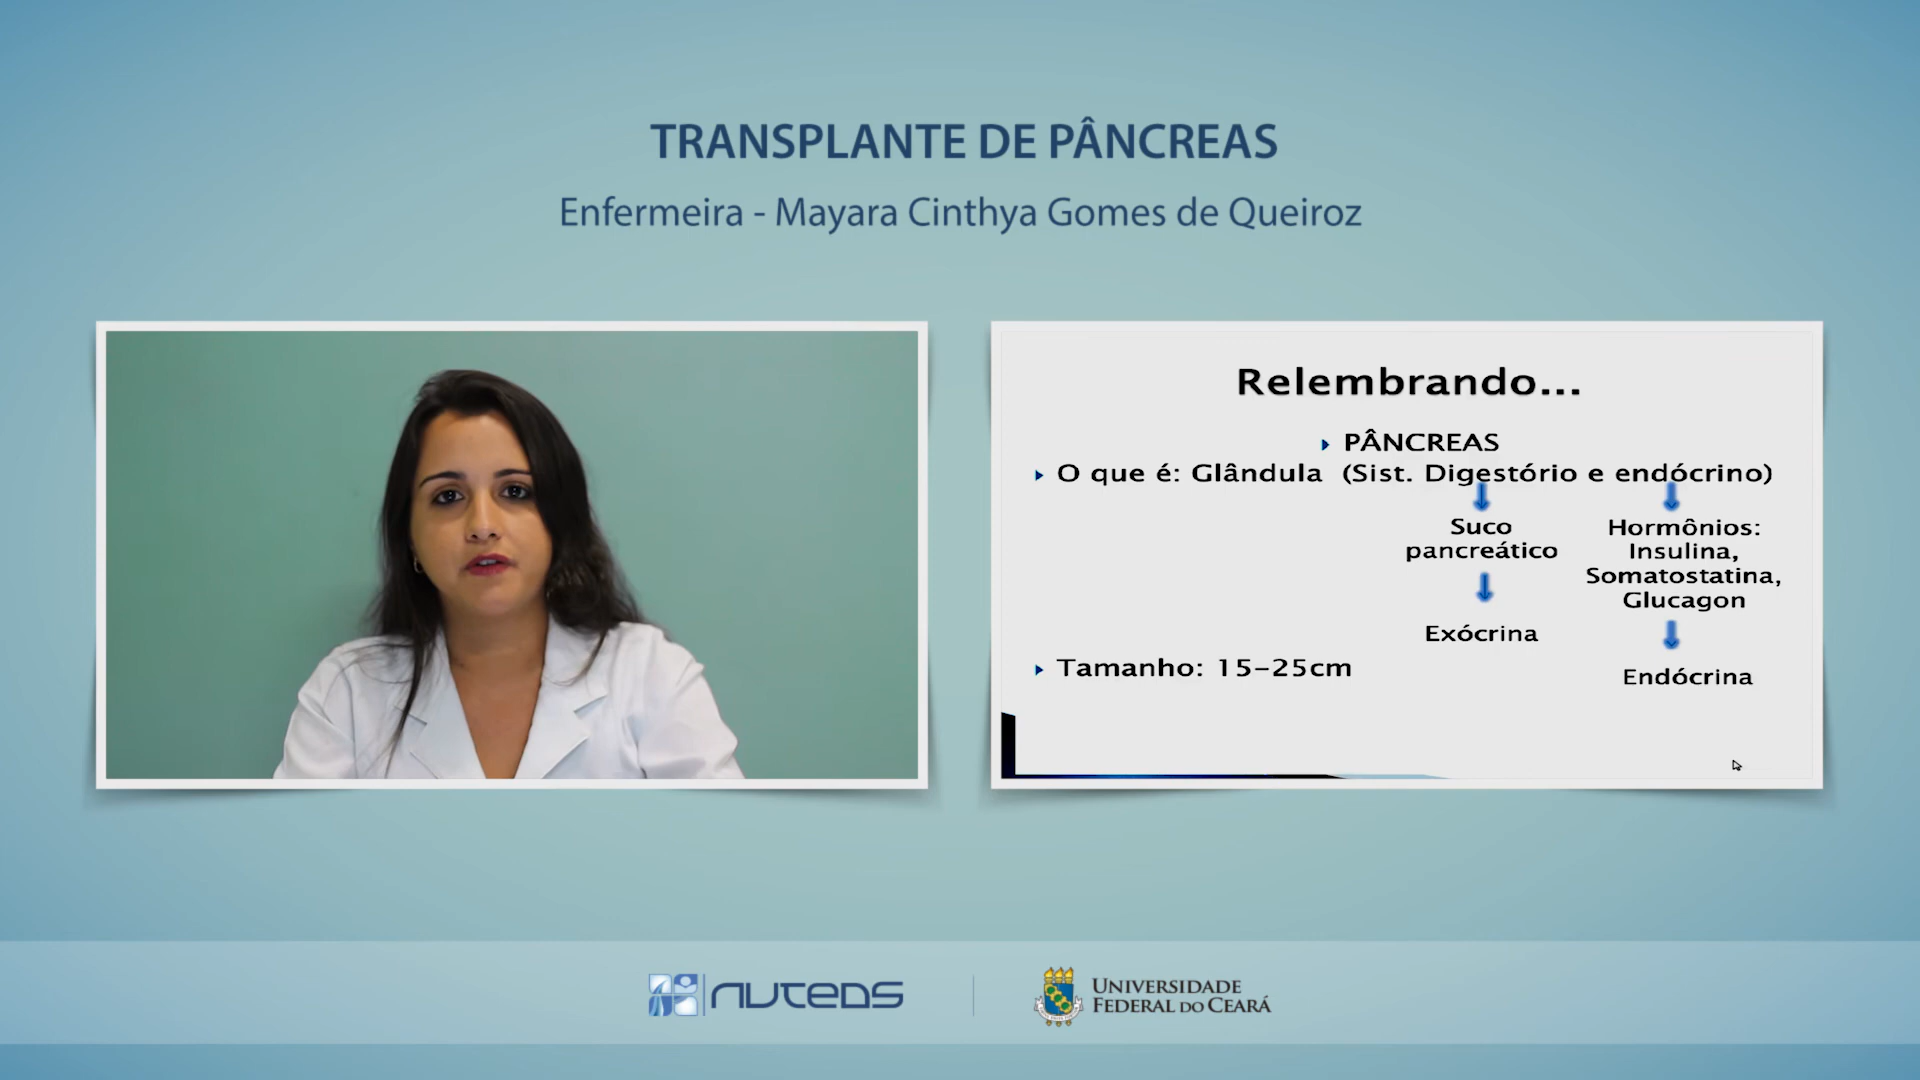 TRANSPLANTE DE PÂNCREAS
Enfermeira - Mayara Cinthya Gomes de Queiroz
Relembrando...
PÂNCREAS
O que é: Glândula (Sist. Digestório e endócrino)
Suco
pancreático
Exócrina
Hormônios:
Insulina,
Somatostatina,
Glucagon
Endócrina
Tamanho: 15-25cm
NUTEDS
UNIVERSIDADE
FEDERAL DO CEARÁ